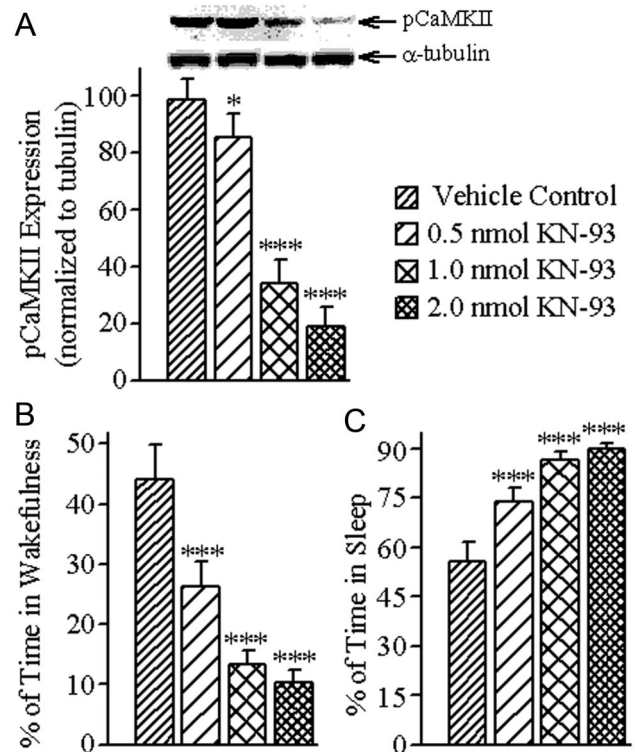 A
pCaMKII
α-tubulin
pCaMKII Expression
(normalized to tubulin)
100
80
60
40
20
0
*
***
***
Vehicle Control
0.5 nmol KN-93
1.0 nmol KN-93
2.0 nmol KN-93
B
% of Time in Wakefulness
50
40
30
20
10
0
***
***
***
C
% of Time in Sleep
90
75
60
45
30
15
0
***
***
***